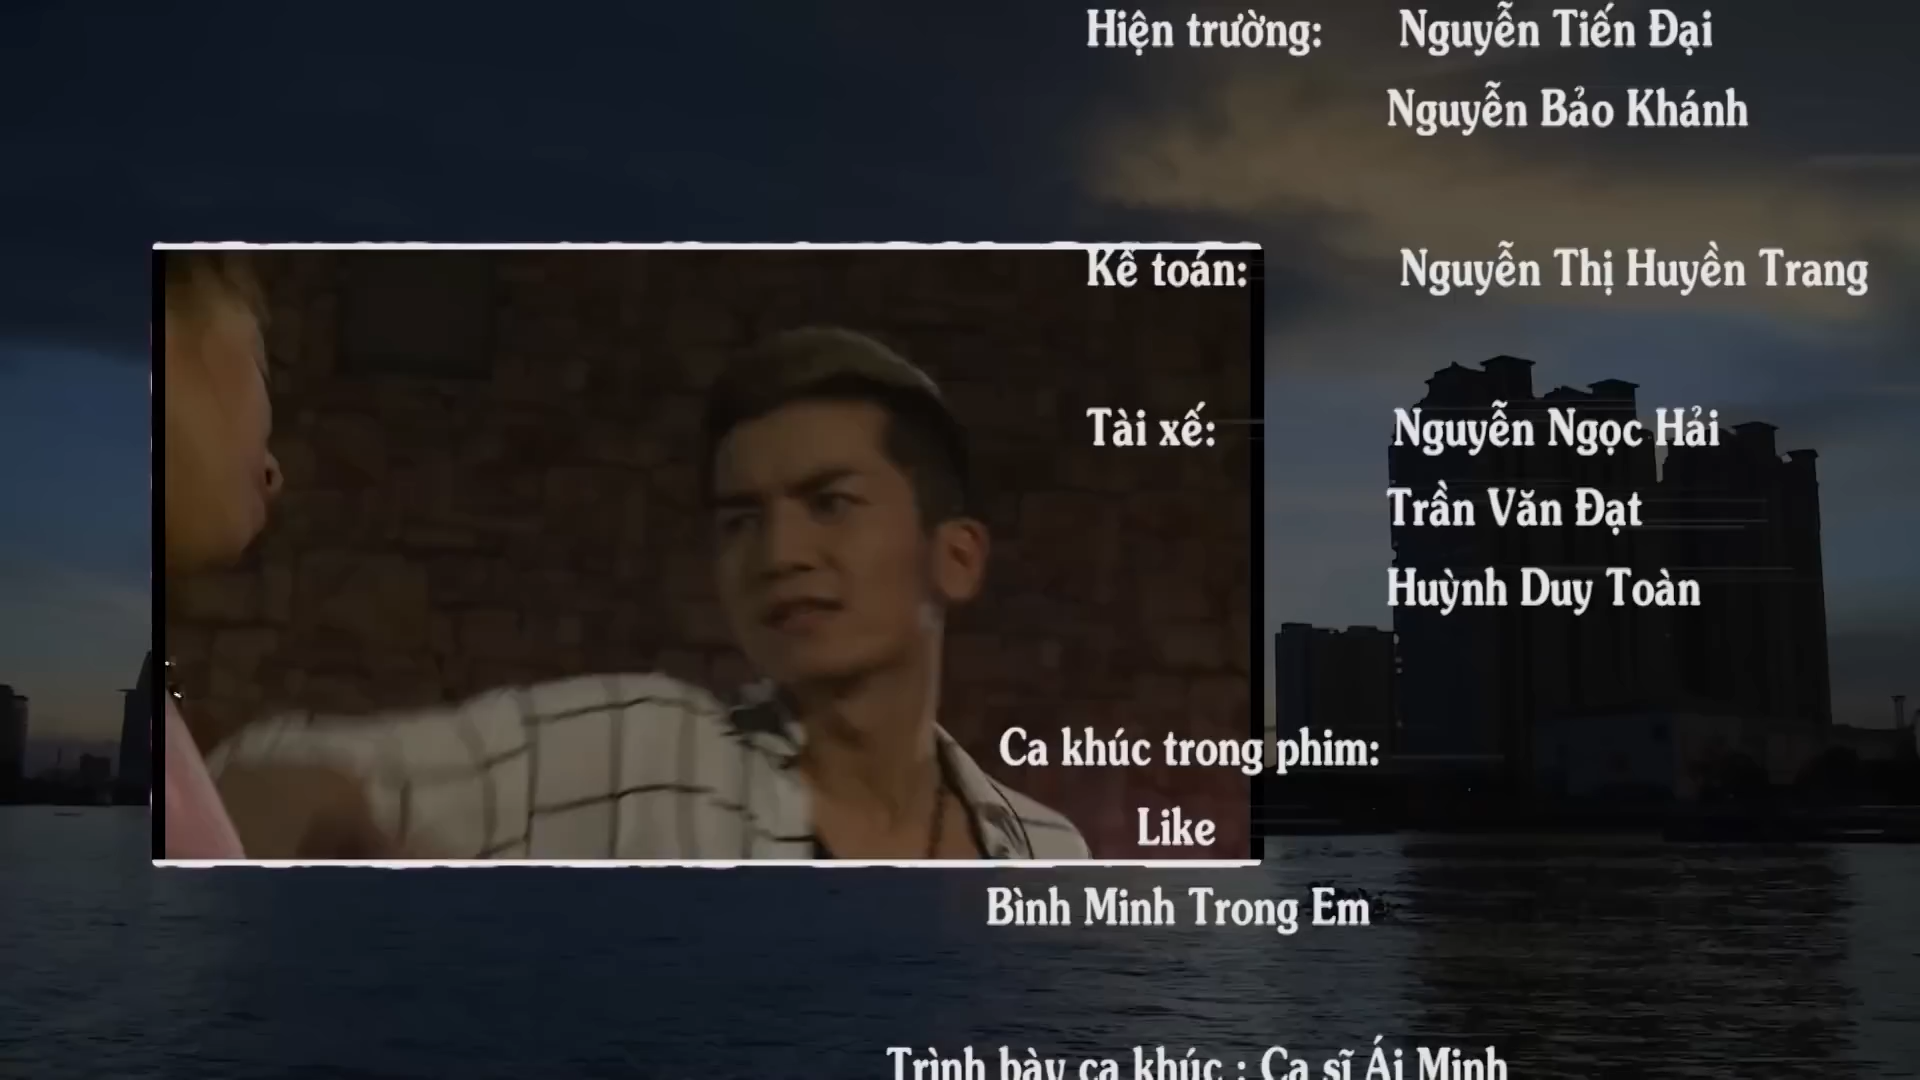 Hiện trường: Nguyễn Tiến Đại
Nguyễn Bảo Khánh
Kế toán: Nguyễn Thị Huyền Trang
Tài xế: Nguyễn Ngọc Hải
Trần Văn Đạt
Huỳnh Duy Toàn
Ca khúc trong phim:
Like
Bình Minh Trong Em
Trình bày ca khúc : Ca sĩ Ái Minh